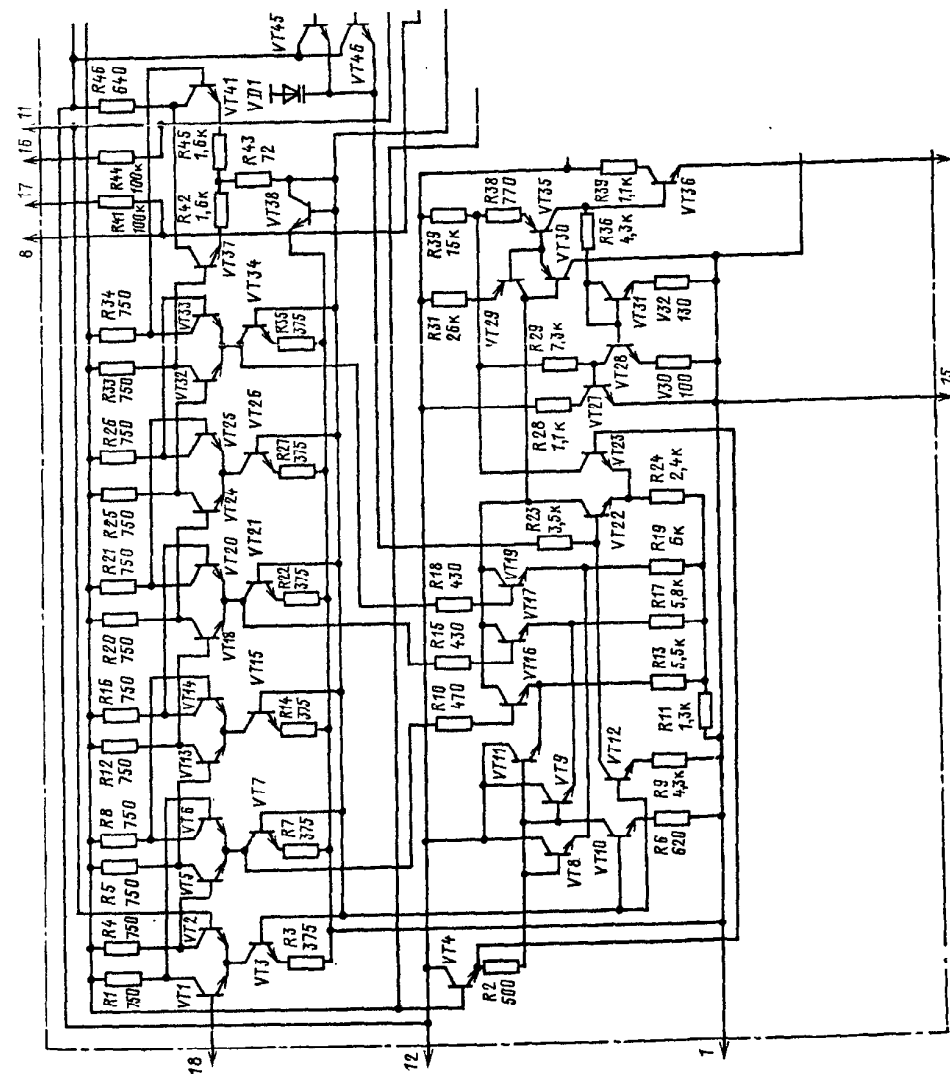 R1
750
R4
750
R5
750
R8
750
R12
750
R16
750
R20
750
R21
750
R25
750
R26
750
R33
750
R34
750
8
17
16
11
R41
100к
R44
100к
R46
640
VT1
VT2
VT5
VT6
VT13
VT14
VT18
VT20
VT24
VT25
VT32
VT33
VT37
R42
1,6к
R45
1,6к
VT41
VT3
R3
375
VT7
R7
375
VT15
R14
375
VT21
R22
375
VT26
R27
375
VT34
R35
375
VT38
R43
72
VD1
VT45
VT46
18
12
1
VT4
R2
500
VT8
VT9
VT10
VT11
R6
620
R9
4,3к
VT12
R11
1,3к
R10
470
R15
430
R18
430
VT16
VT17
VT19
R13
5,5к
R17
5,8к
R19
6к
R24
2,4к
R23
3,5к
VT22
VT23
R28
1,1к
R29
7,3к
VT27
VT28
V30
100
VT31
V32
130
R31
26к
R39
15к
VT29
VT30
R38
770
VT35
R36
4,3к
R39
1,1к
VT36
15